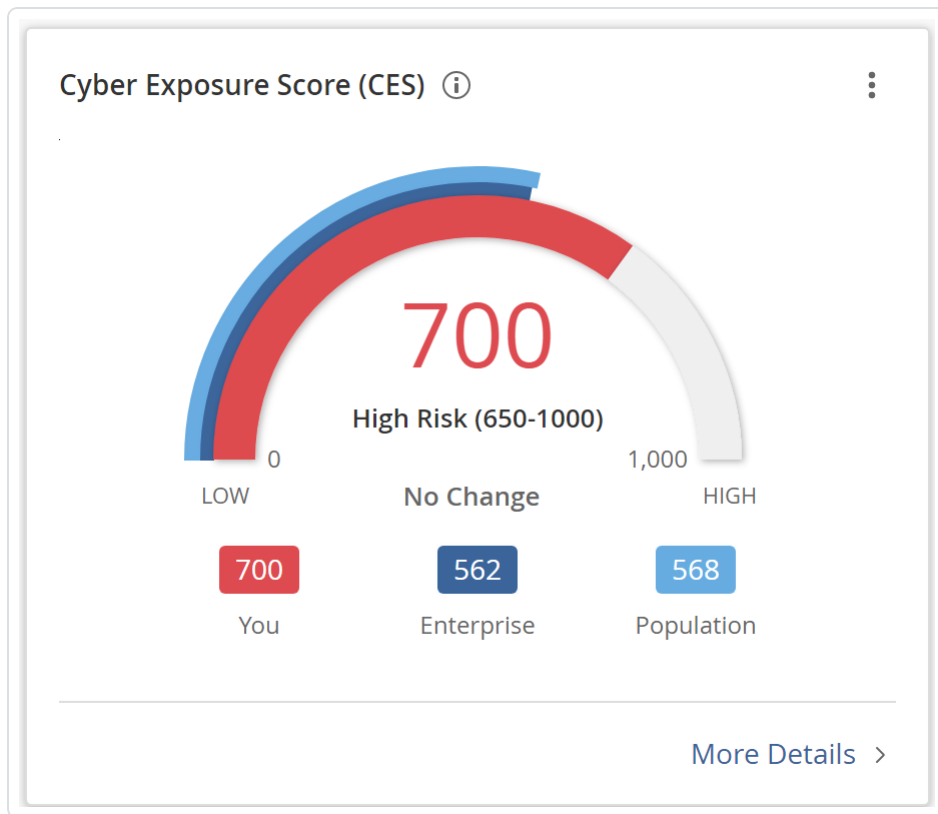 Cyber Exposure Score (CES)
700
High Risk (650-1000)
0 1,000
LOW No Change HIGH
700 562 568
You Enterprise Population
More Details